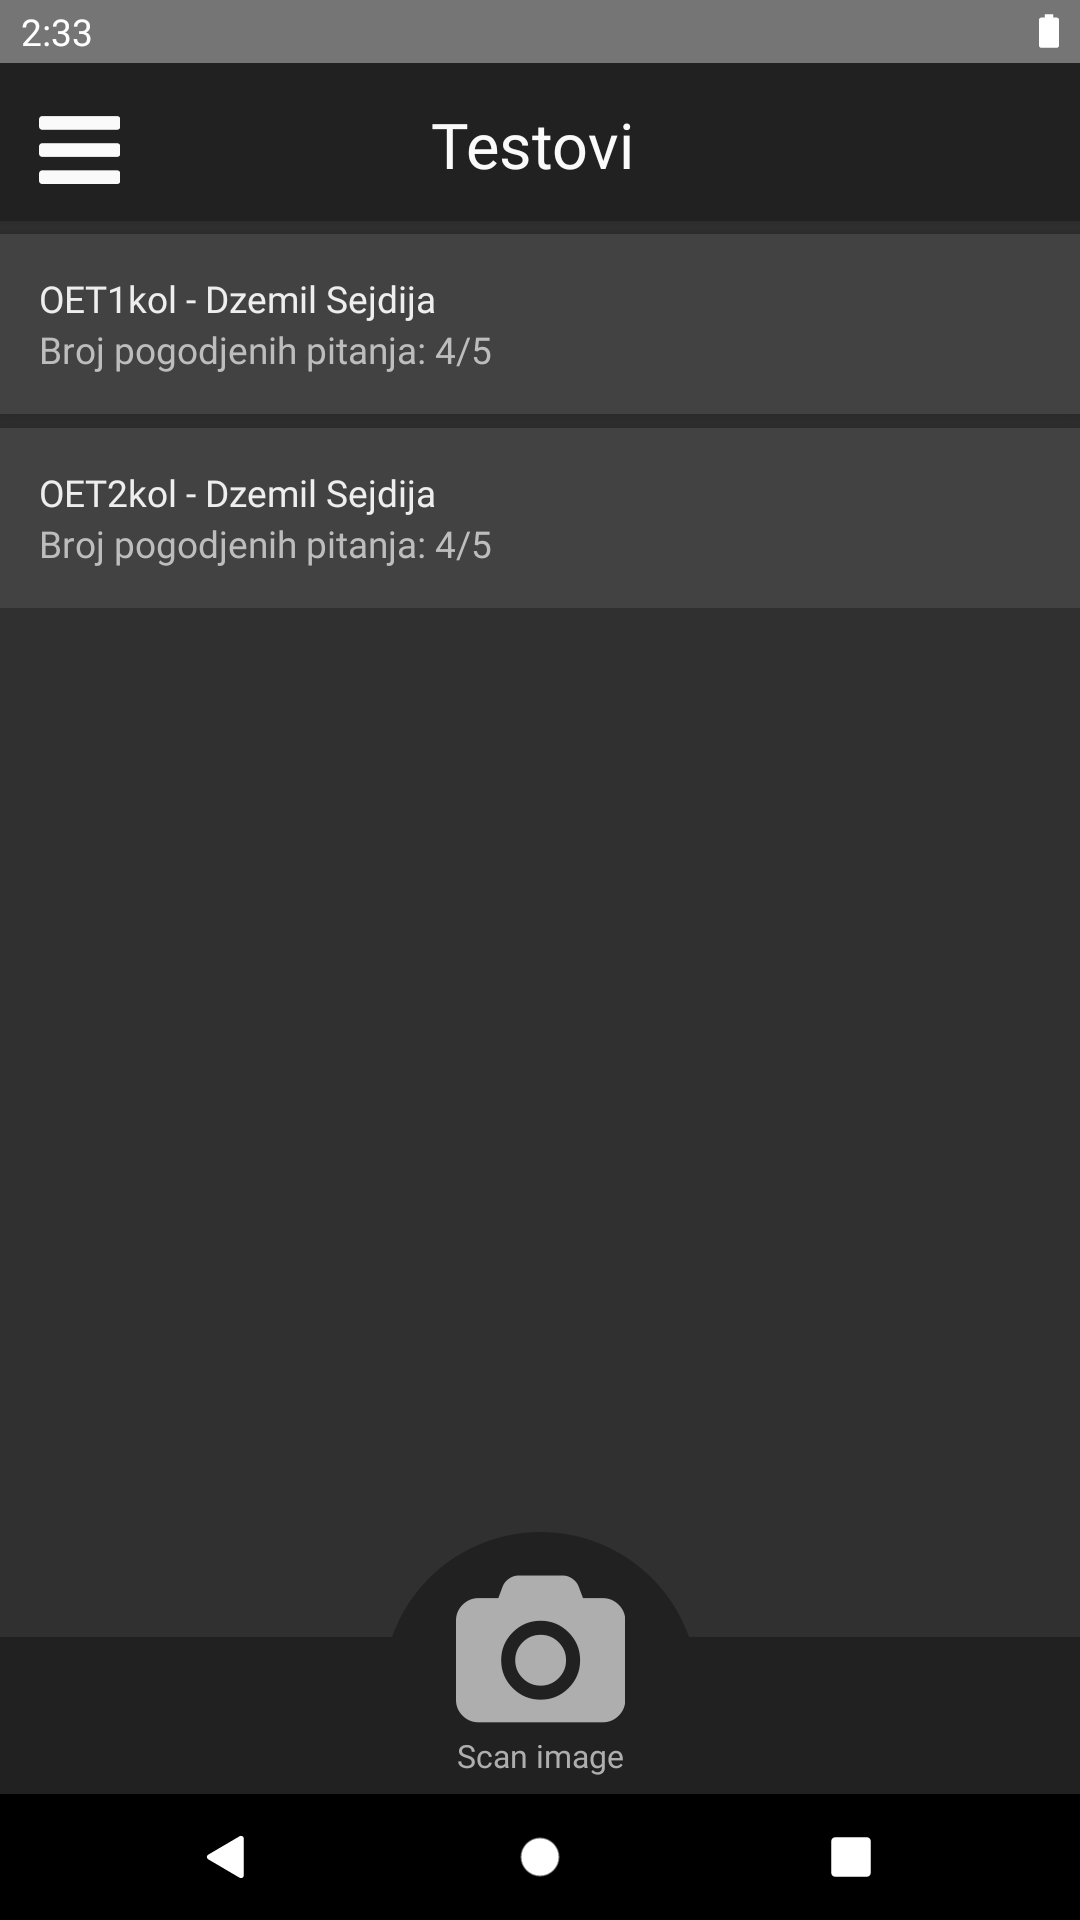 2:33
Testovi
OET1kol - Dzemil Sejdija
Broj pogodjenih pitanja: 4/5
OET2kol - Dzemil Sejdija
Broj pogodjenih pitanja: 4/5
Scan image